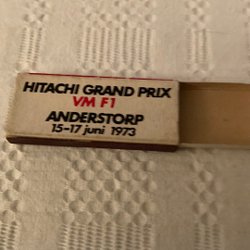 HITACHI GRAND PRIX
VM F1
ANDERSTORP
15-17 juni 1973